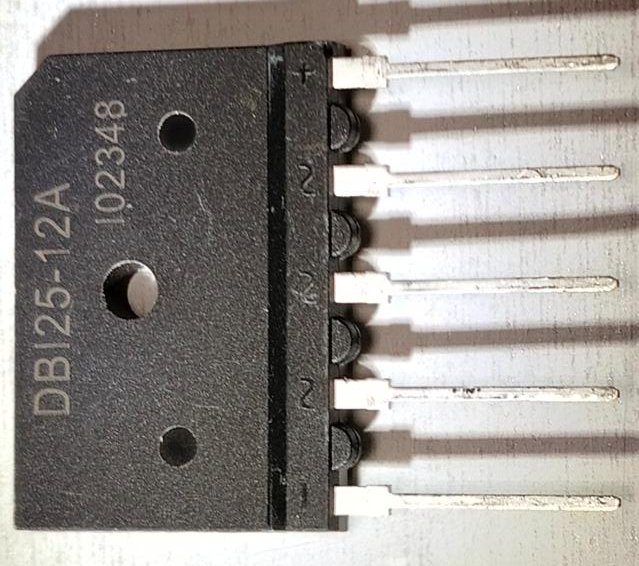 DBI25-12A
I02348
+
~
~
~
-